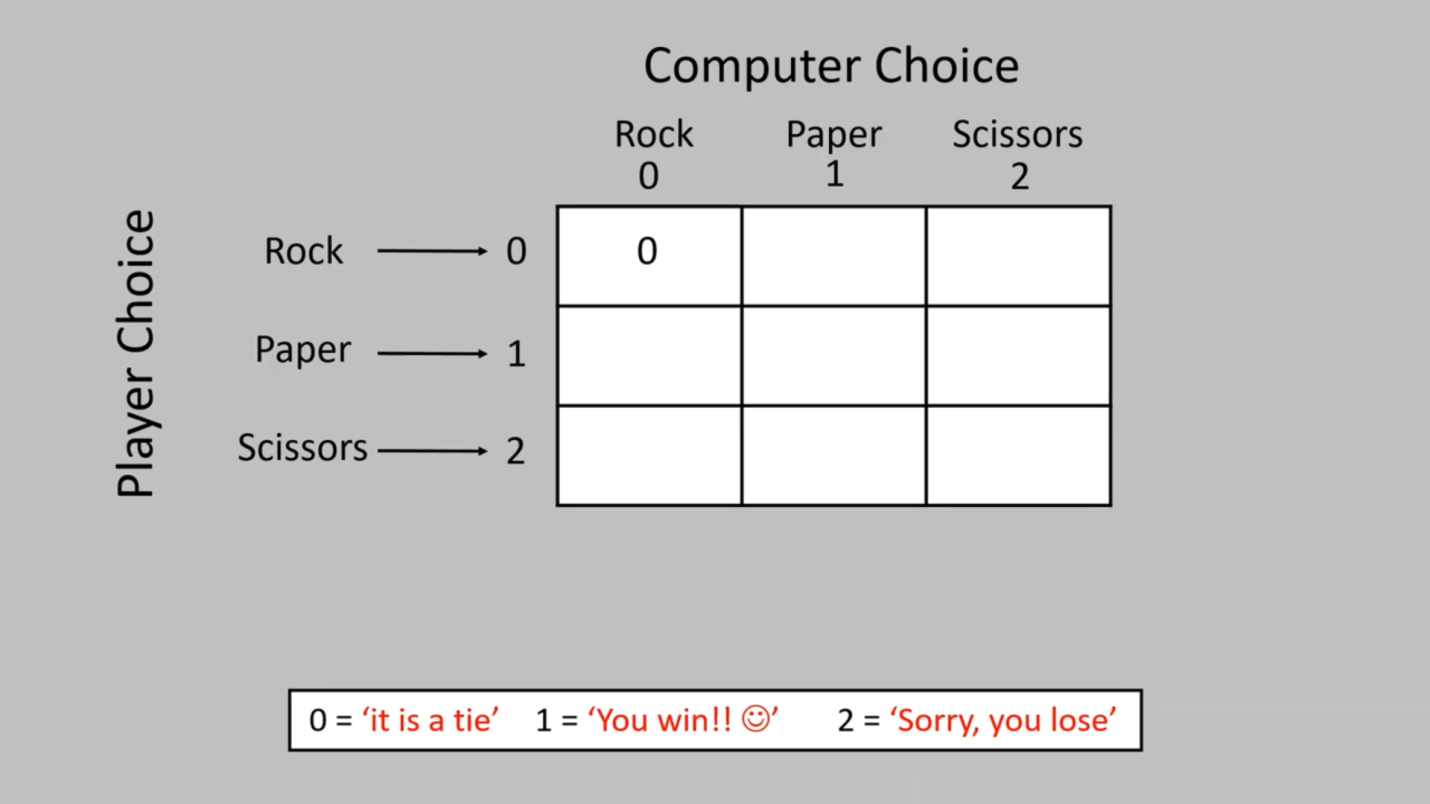 Computer Choice
Rock Paper Scissors
0 1 2
Player Choice
Rock 0 0
Paper 1
Scissors 2
0 = ‘it is a tie’ 1 = ‘You win!! ☺’ 2 = ‘Sorry, you lose’